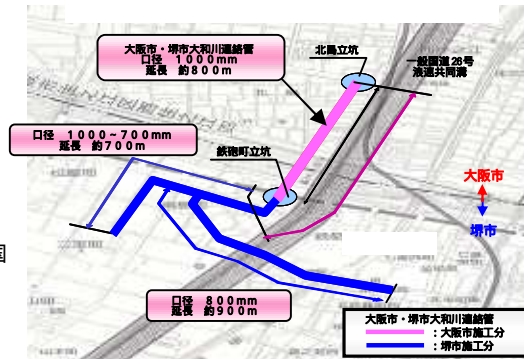 大阪市・堺市大和川連絡管
口径 1000mm
延長 約800m
北島立坑
一般国道26号
浪速共同溝
口径 1000~700mm
延長 約700m
鉄砲町立坑
大阪市
堺市
口径 800mm
延長 約900m
大阪市・堺市大和川連絡管
:大阪市施工分
:堺市施工分